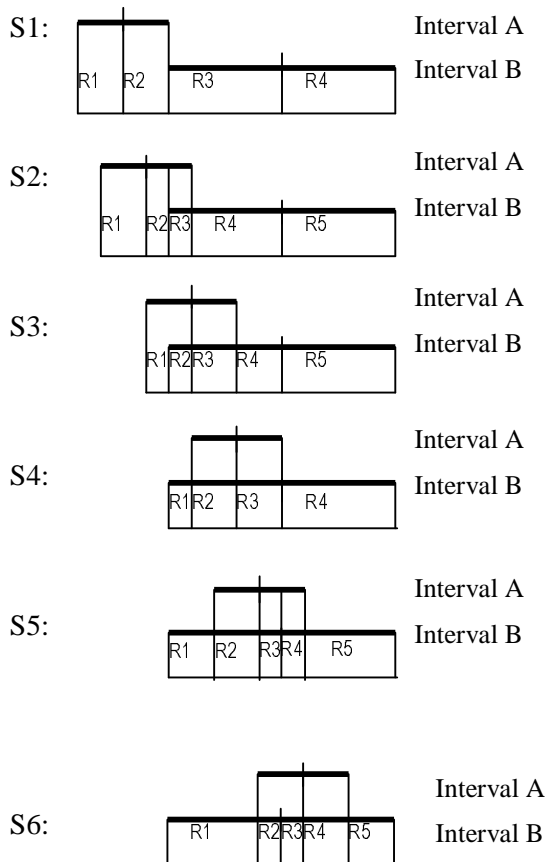 S1: Interval A
Interval B
R1 R2 R3 R4
S2: Interval A
Interval B
R1 R2 R3 R4 R5
S3: Interval A
Interval B
R1 R2 R3 R4 R5
S4: Interval A
Interval B
R1 R2 R3 R4
S5: Interval A
Interval B
R1 R2 R3 R4 R5
Interval A
S6: Interval B
R1 R2 R3 R4 R5